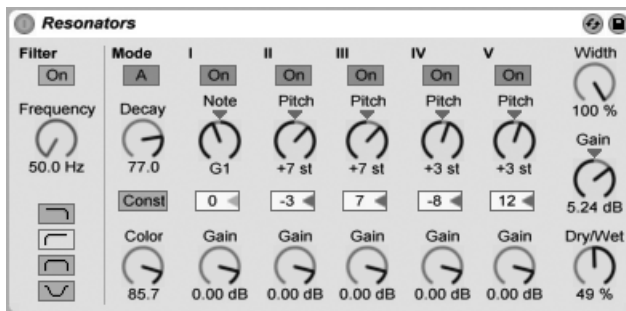 Resonators
Filter Mode I II III IV V Width
On A On On On On On
Frequency Decay Note Pitch Pitch Pitch Pitch 100 %
50.0 Hz 77.0 G1 +7 st +7 st +3 st +3 st Gain
Const 0 -3 7 -8 12 5.24 dB
Color Gain Gain Gain Gain Gain Dry/Wet
85.7 0.00 dB 0.00 dB 0.00 dB 0.00 dB 0.00 dB 49 %